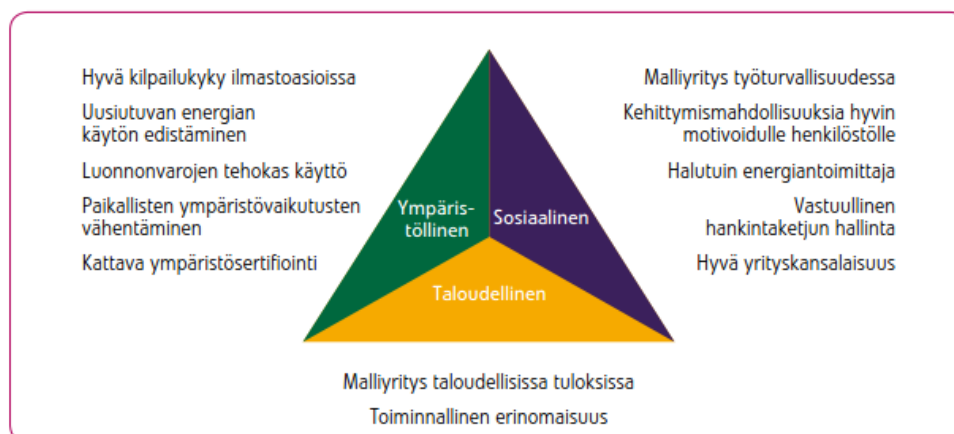 Hyvä kilpailukyky ilmastoasioissa
Uusiutuvan energian
käytön edistäminen
Luonnonvarojen tehokas käyttö
Paikallisten ympäristövaikutusten
vähentäminen
Kattava ympäristösertifiointi
Ympäris-
töllinen
Sosiaalinen
Taloudellinen
Malliyritys työturvallisuudessa
Kehittymismahdollisuuksia hyvin
motivoidulle henkilöstölle
Halutuin energiantoimittaja
Vastuullinen
hankintaketjun hallinta
Hyvä yrityskansalaisuus
Malliyritys taloudellisissa tuloksissa
Toiminnallinen erinomaisuus